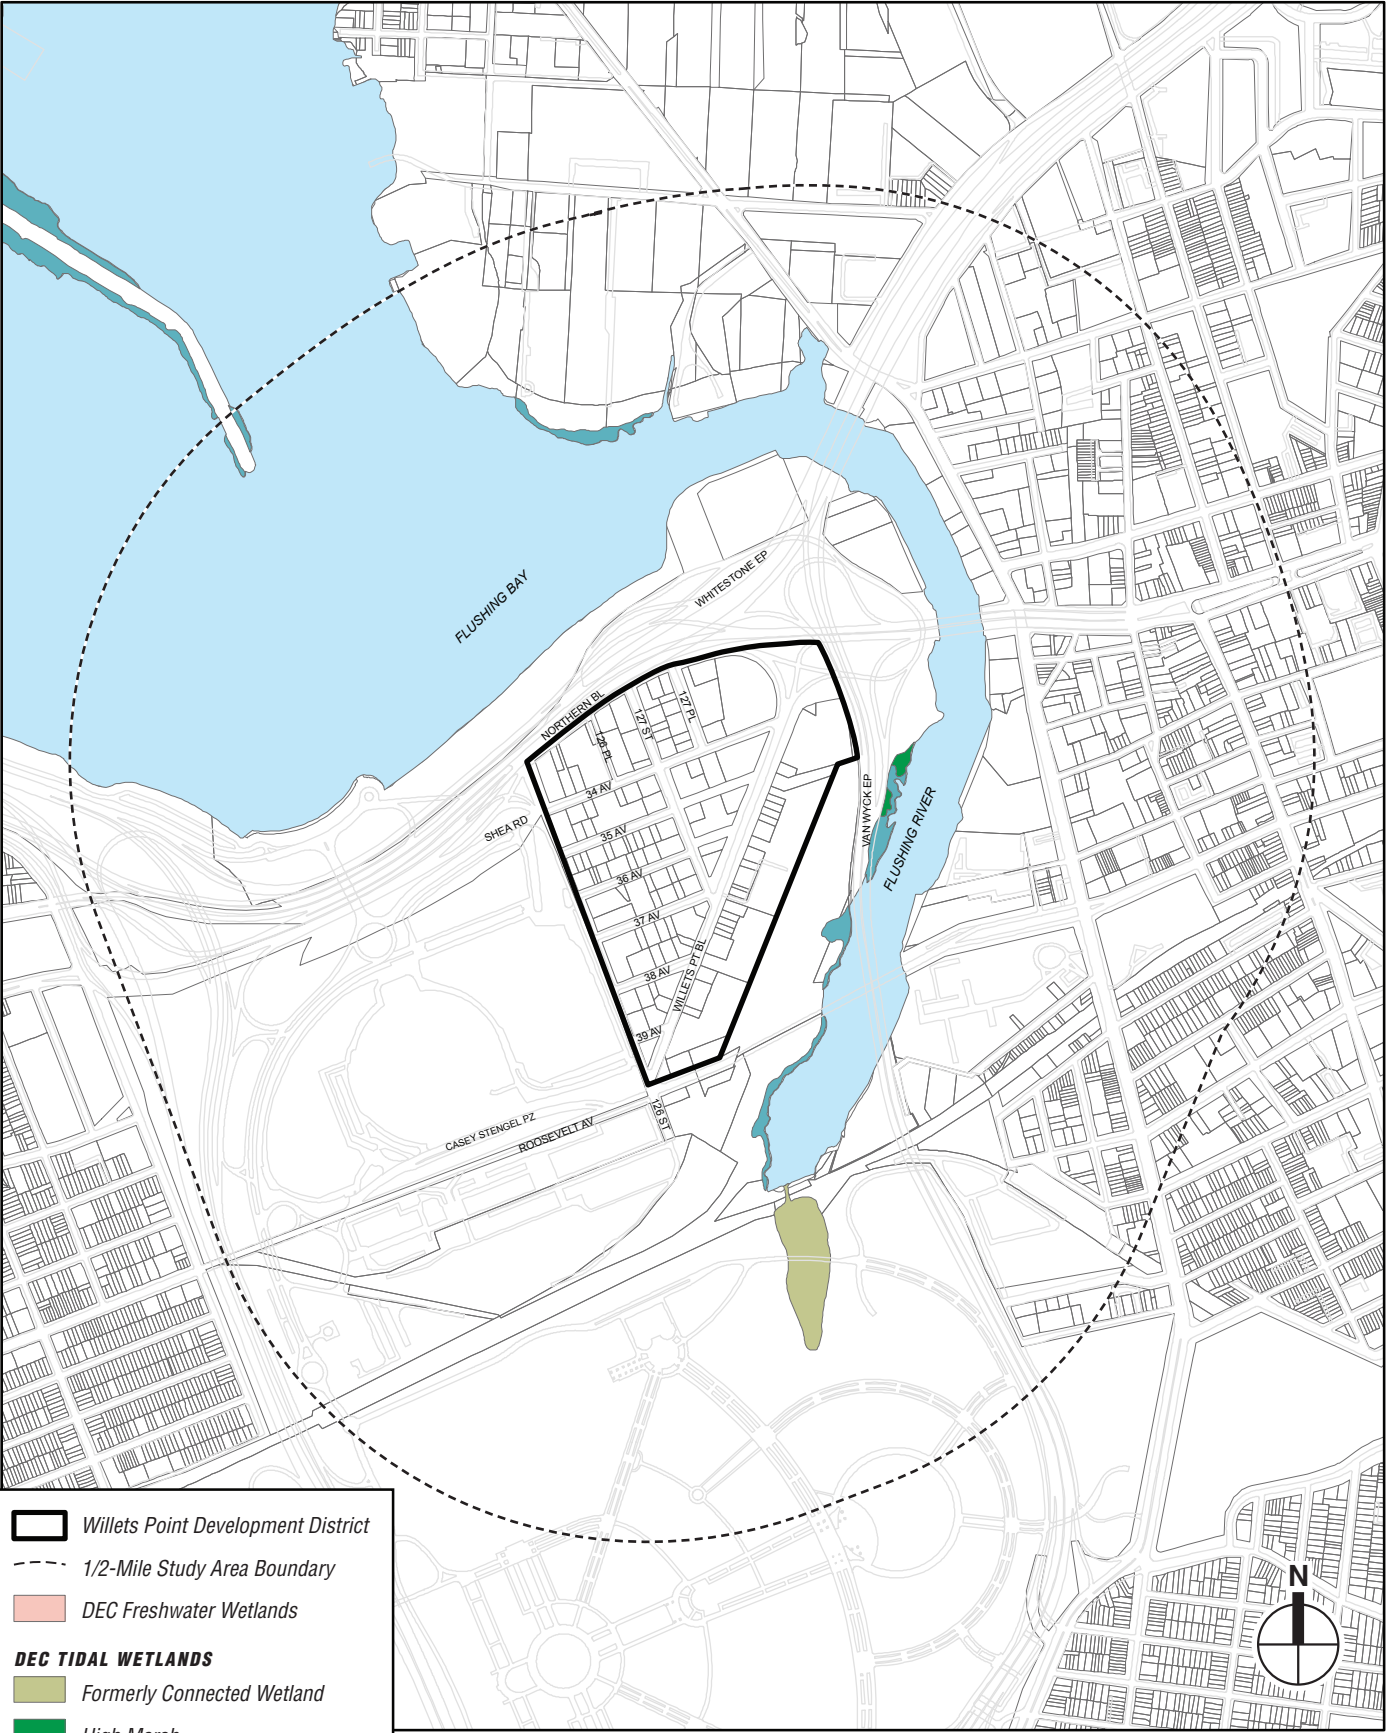 FLUSHING BAY
WHITESTONE EP
NORTHERN BL
127 PL
127 ST
126 PL
34 AV
SHEA RD
35 AV
VAN WYCK EP
FLUSHING RIVER
36 AV
37 AV
38 AV
WILLETS PT BL
39 AV
126 ST
CASEY STENGEL PZ
ROOSEVELT AV
Willets Point Development District
1/2-Mile Study Area Boundary
DEC Freshwater Wetlands
DEC TIDAL WETLANDS
Formerly Connected Wetland
High Marsh
N